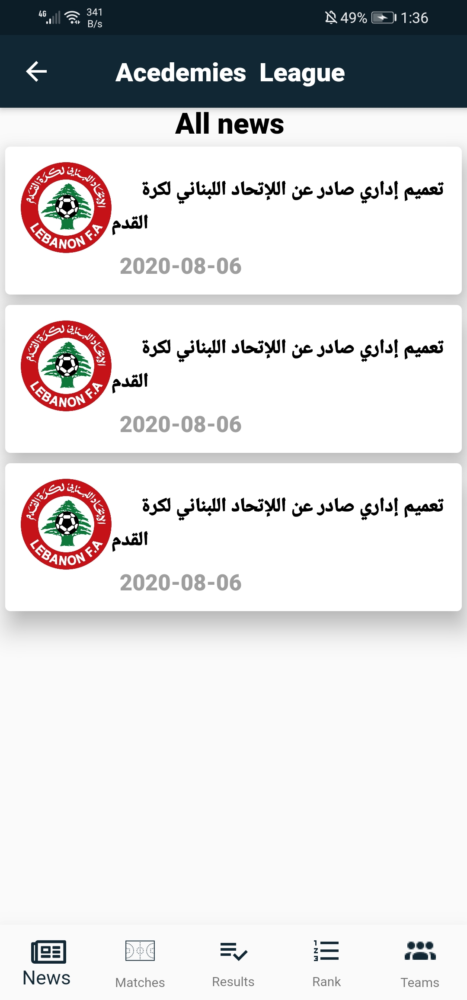 4G 341 B/s 49% 1:36
Acedemies League
All news
الإتحاد اللبناني لكرة القدم
LEBANON F.A
تعميم إداري صادر عن اللإتحاد اللبناني لكرة
القدم
2020-08-06
الإتحاد اللبناني لكرة القدم
LEBANON F.A
تعميم إداري صادر عن اللإتحاد اللبناني لكرة
القدم
2020-08-06
الإتحاد اللبناني لكرة القدم
LEBANON F.A
تعميم إداري صادر عن اللإتحاد اللبناني لكرة
القدم
2020-08-06
News Matches Results Rank Teams